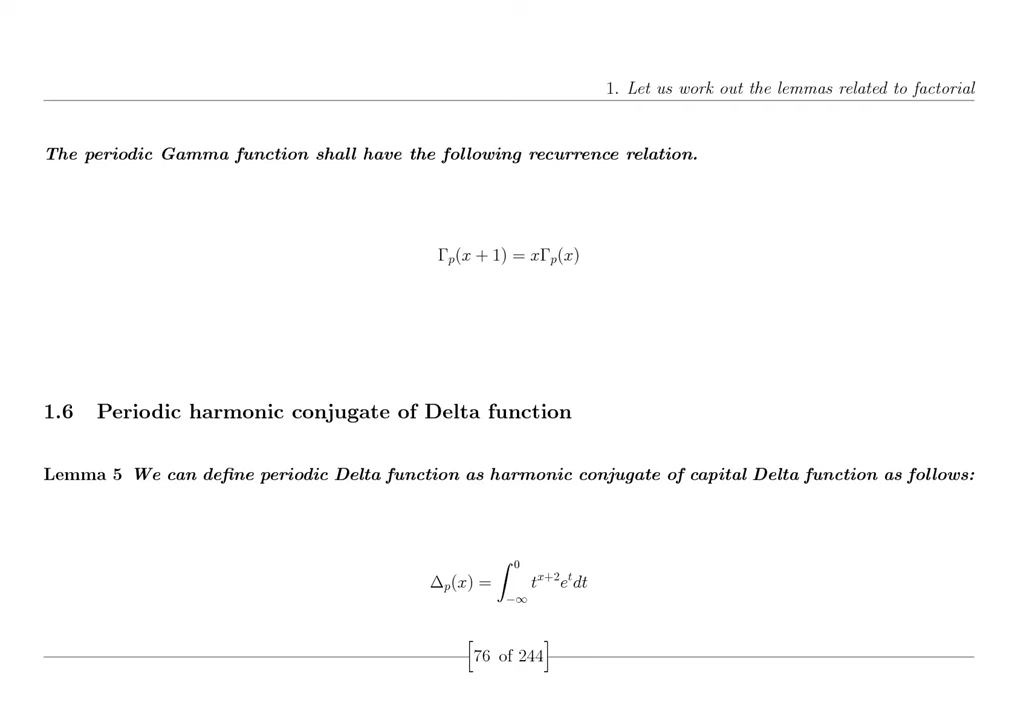 1. Let us work out the lemmas related to factorial
The periodic Gamma function shall have the following recurrence relation.
Γₚ(x + 1) = xΓₚ(x)
1.6 Periodic harmonic conjugate of Delta function
Lemma 5 We can define periodic Delta function as harmonic conjugate of capital Delta function as follows:
Δₚ(x) = ∫_{-∞}^{0} t^{x+2}e^{t}dt
[76 of 244]